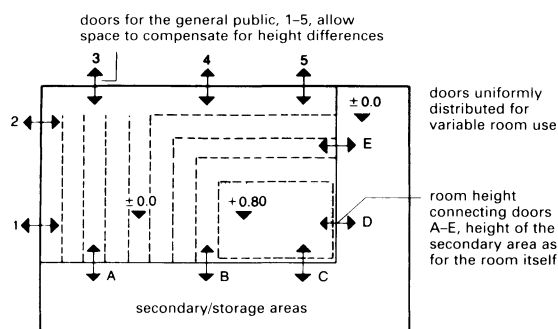 doors for the general public, 1–5, allow
space to compensate for height differences
3
4
5
± 0.0
doors uniformly
distributed for
variable room use
2
E
± 0.0
+ 0.80
room height
connecting doors
A–E, height of the
secondary area as
for the room itself
1
D
A
B
C
secondary/storage areas